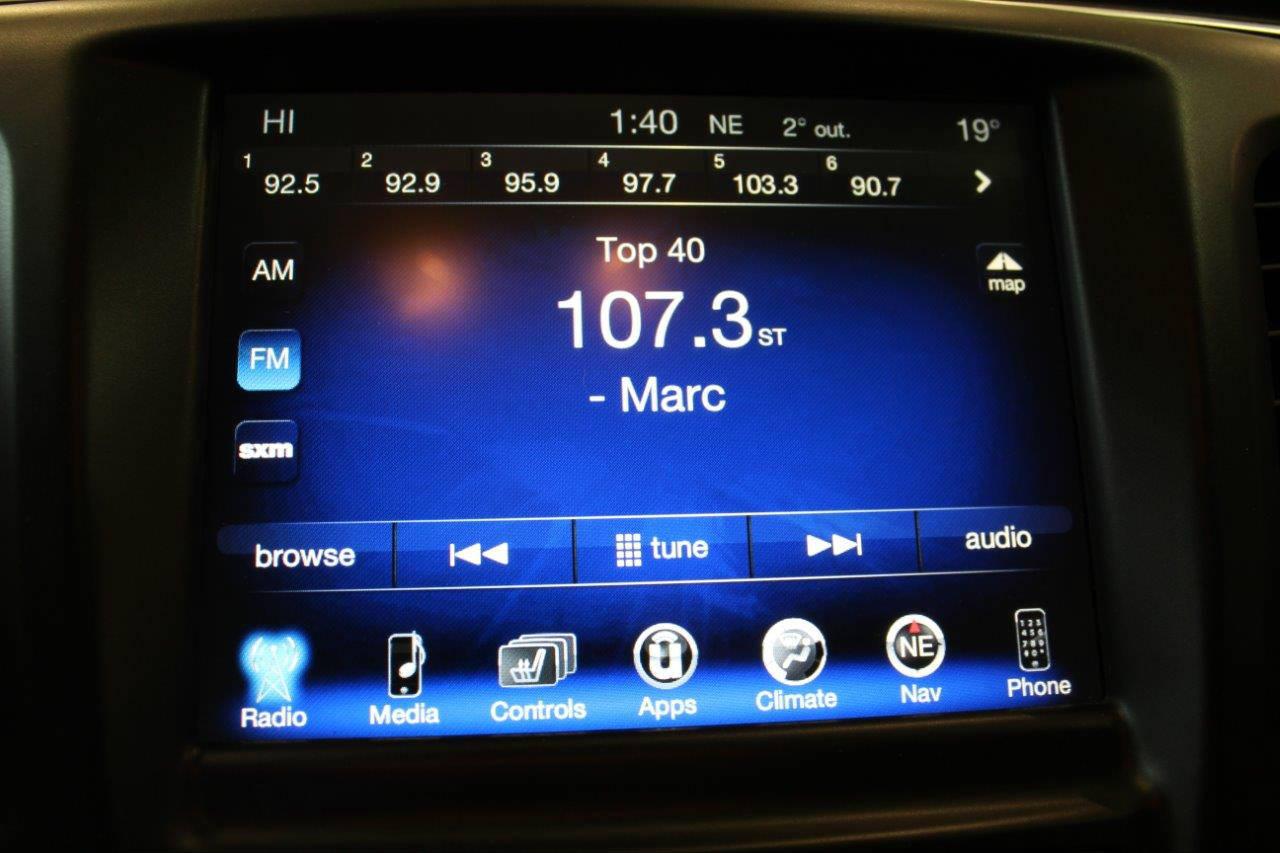 HI 1:40 NE 2° out. 19°
1 92.5 2 92.9 3 95.9 4 97.7 5 103.3 6 90.7
Top 40
AM
map
107.3 ST
FM
- Marc
sxm
browse tune audio
NE
Radio Media Controls Apps Climate Nav Phone